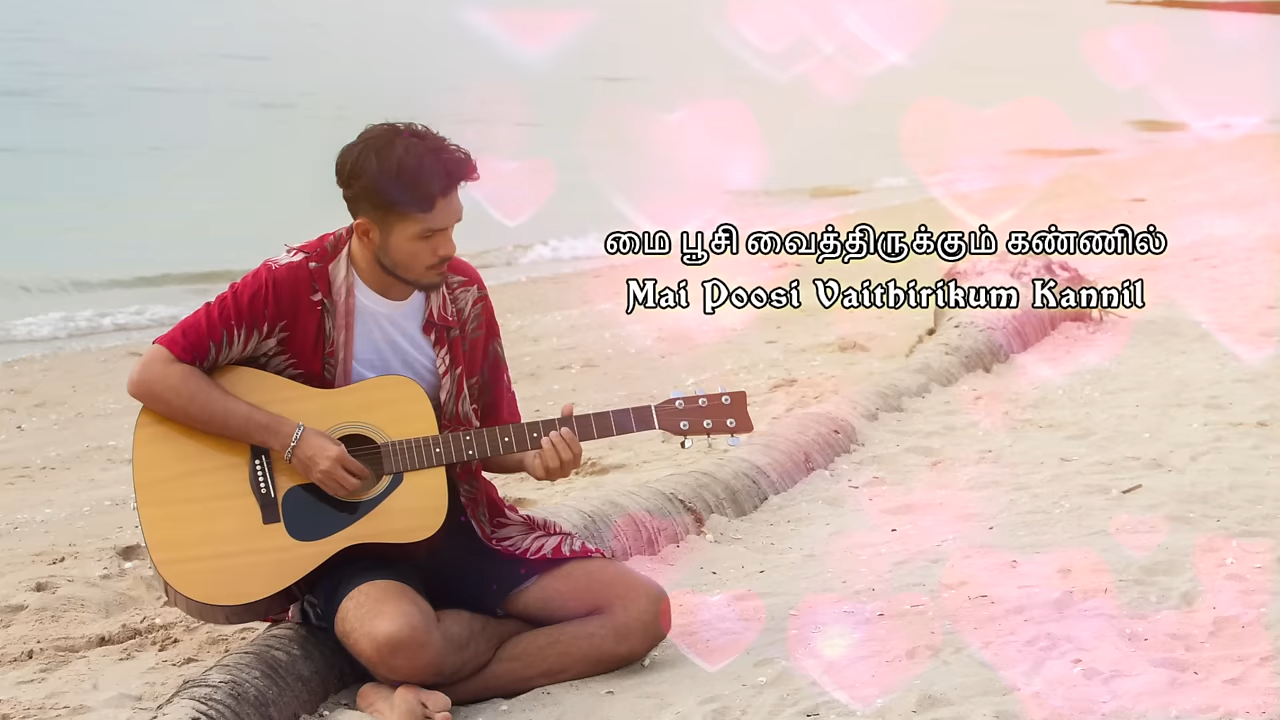 மை பூசி வைத்திருக்கும் கண்ணில்
Mai Poosi Vaithirikum Kannil